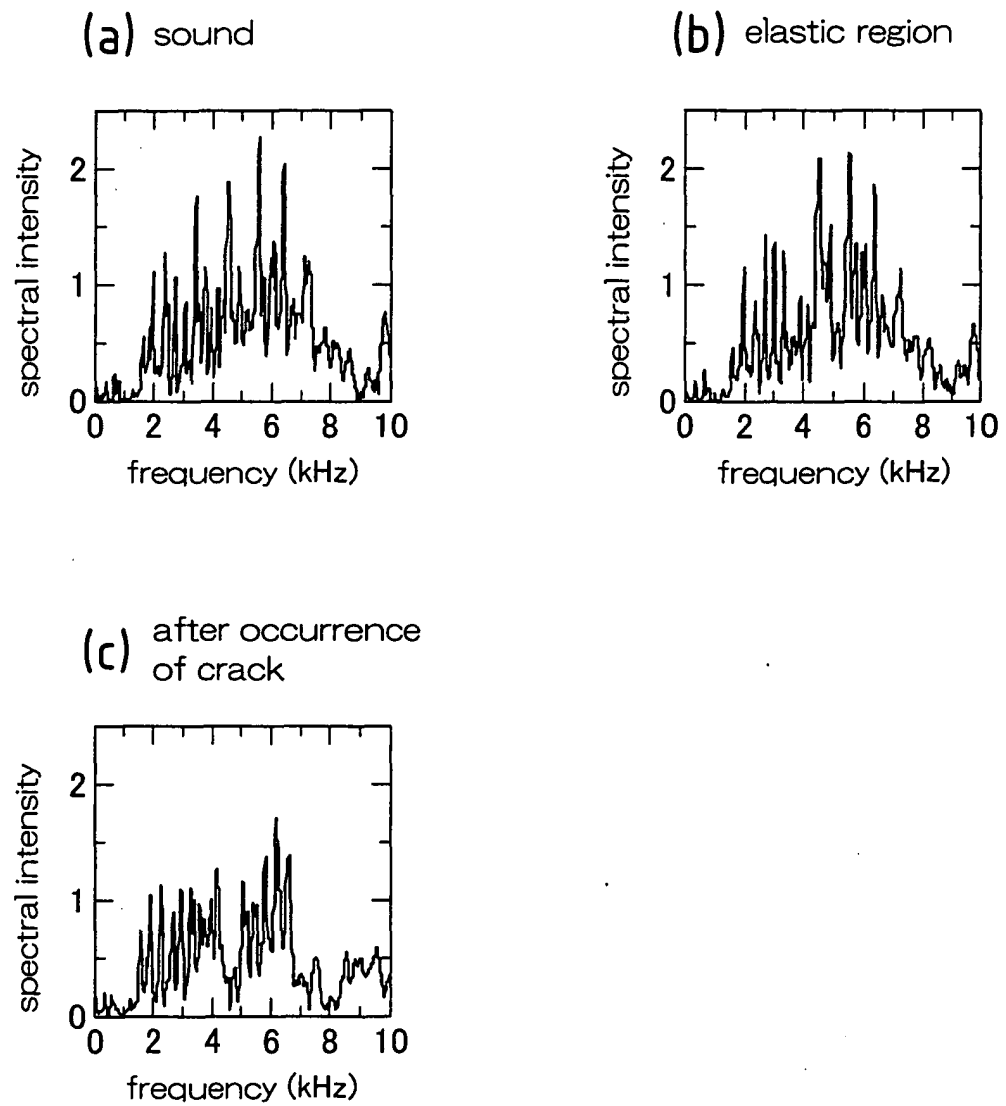 (a) sound
(b) elastic region
spectral intensity
2
1
0
0 2 4 6 8 10
frequency (kHz)
spectral intensity
2
1
0
0 2 4 6 8 10
frequency (kHz)
(c) after occurrence
of crack
spectral intensity
2
1
0
0 2 4 6 8 10
frequency (kHz)